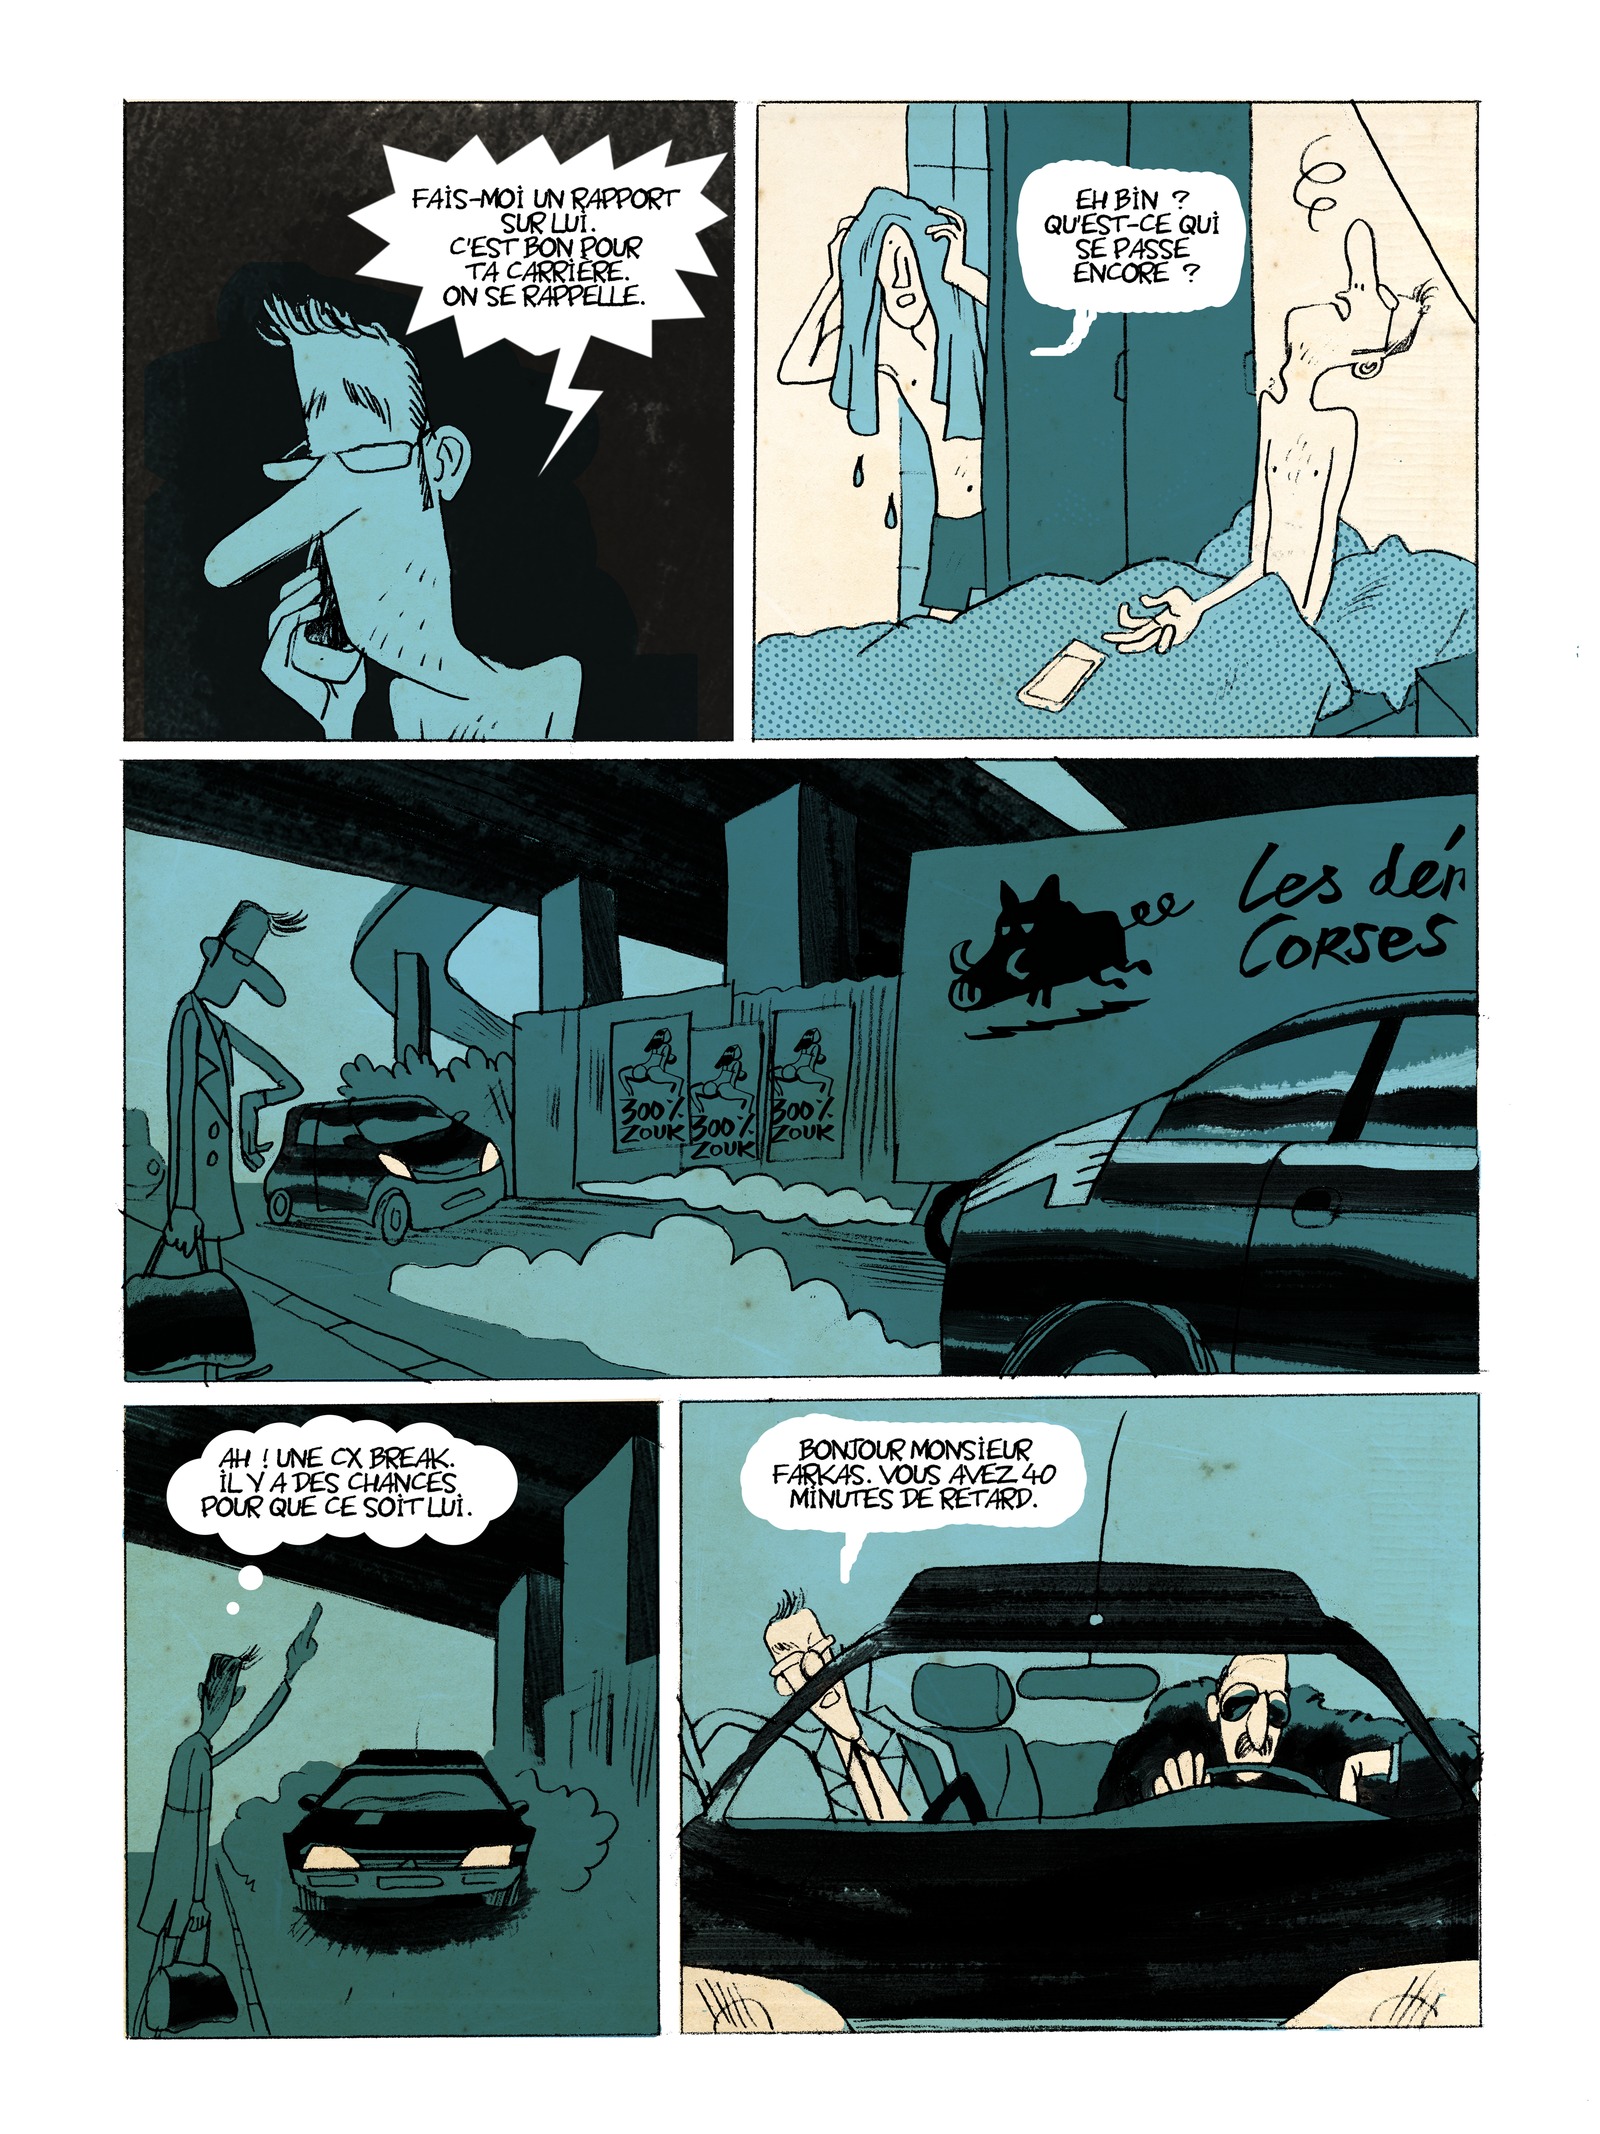 FAIS-MOI UN RAPPORT
SUR LUI.
C'EST BON POUR
TA CARRIÈRE.
ON SE RAPPELLE.
EH BIN ?
QU'EST-CE QUI
SE PASSE
ENCORE ?
Les dén
Corses
300%
ZOUK
300%
ZOUK
300%
ZOUK
AH ! UNE CX BREAK.
IL Y A DES CHANCES
POUR QUE CE SOIT LUI.
BONJOUR MONSIEUR
FARKAS. VOUS AVEZ 40
MINUTES DE RETARD.